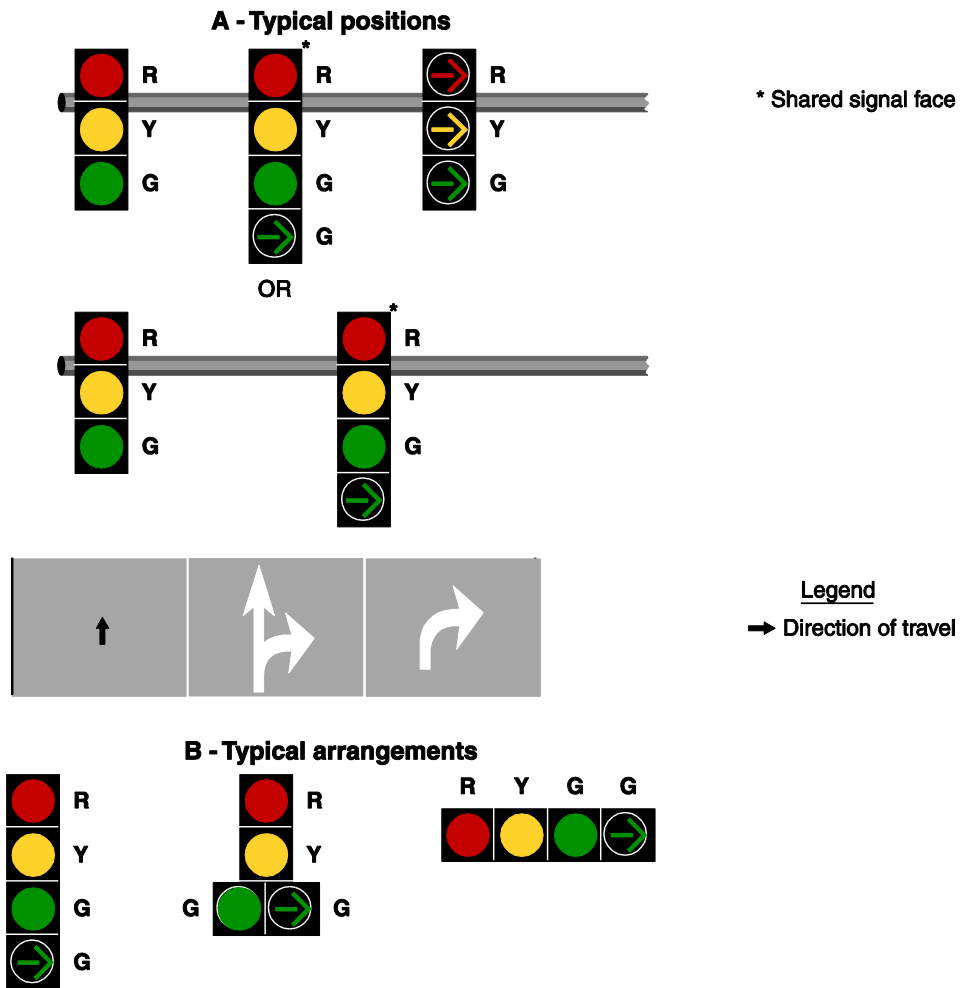 A - Typical positions
*
R R R
* Shared signal face
Y Y Y
G G G
G
OR
*
R R
Y Y
G G
Legend
Direction of travel
B - Typical arrangements
R Y G G
R R
Y Y
G G G
G